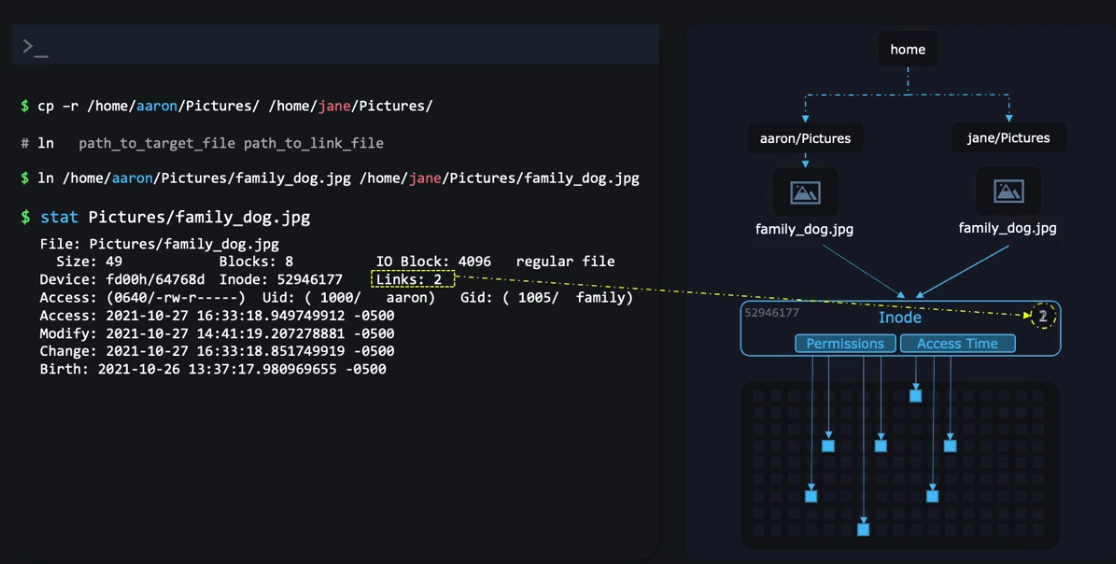 >_
$ cp -r /home/aaron/Pictures/ /home/jane/Pictures/
# ln path_to_target_file path_to_link_file
$ ln /home/aaron/Pictures/family_dog.jpg /home/jane/Pictures/family_dog.jpg
$ stat Pictures/family_dog.jpg
File: Pictures/family_dog.jpg
Size: 49 Blocks: 8 IO Block: 4096 regular file
Device: fd00h/64768d Inode: 52946177 Links: 2
Access: (0640/-rw-r-----) Uid: ( 1000/ aaron) Gid: ( 1005/ family)
Access: 2021-10-27 16:33:18.949749912 -0500
Modify: 2021-10-27 14:41:19.207278881 -0500
Change: 2021-10-27 16:33:18.851749919 -0500
Birth: 2021-10-26 13:37:17.980969655 -0500
home
aaron/Pictures jane/Pictures
family_dog.jpg family_dog.jpg
52946177 Inode 2
Permissions Access Time